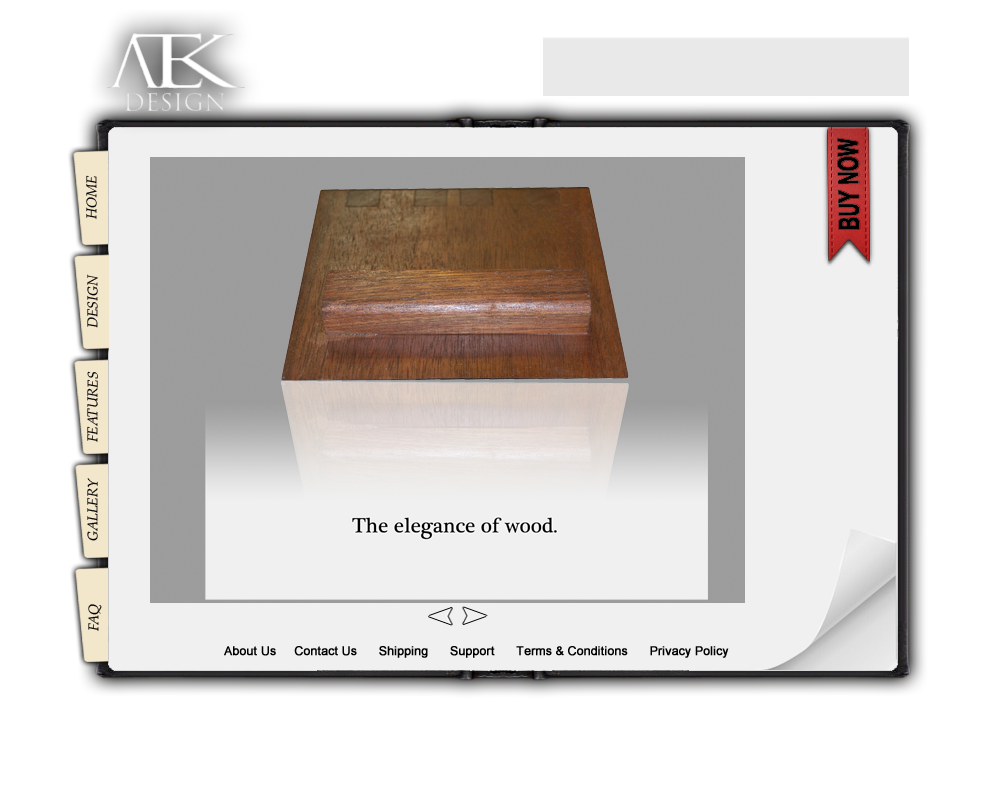 ATEK
DESIGN
BUY NOW
HOME
DESIGN
FEATURES
GALLERY
FAQ
The elegance of wood.
About Us Contact Us Shipping Support Terms & Conditions Privacy Policy